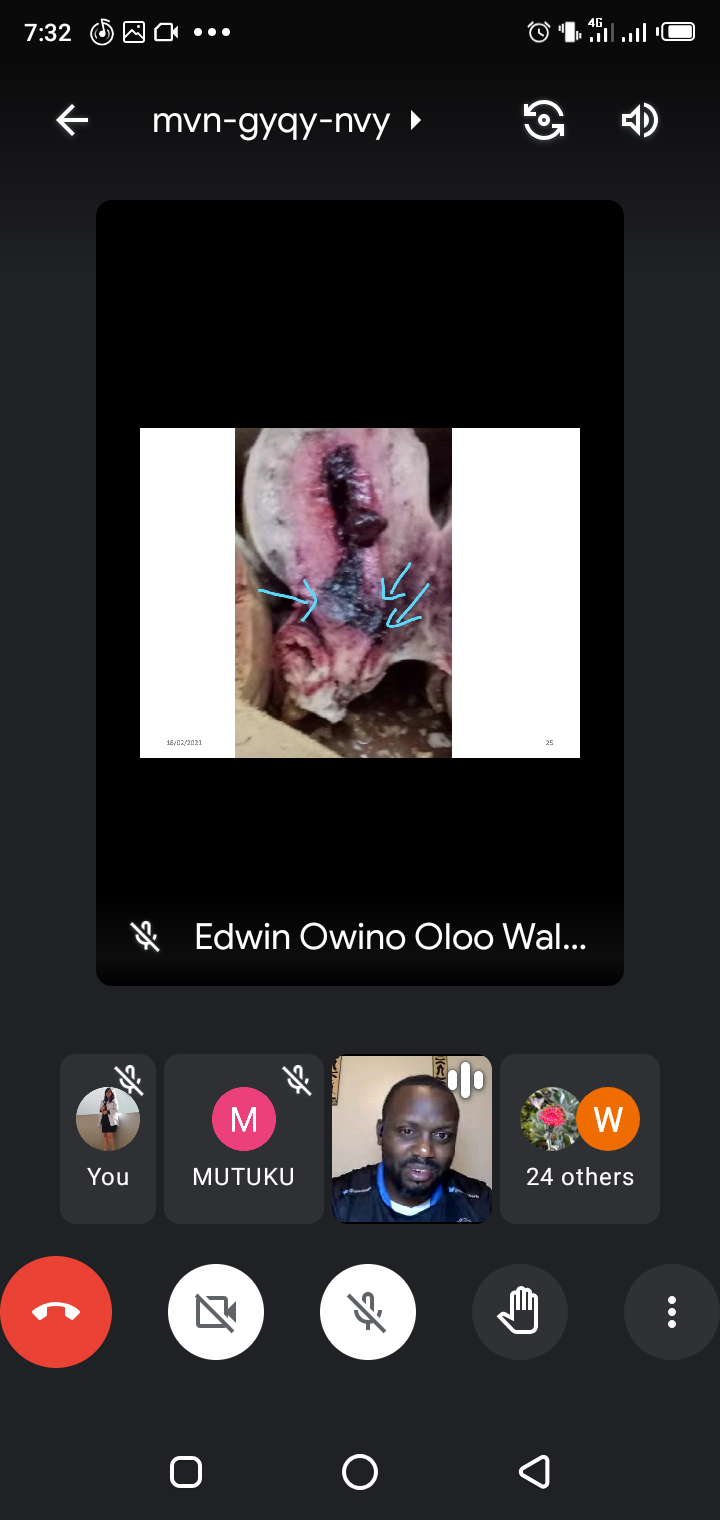 7:32
4G
mvn-gyqy-nvy
18/02/2021
25
Edwin Owino Oloo Wal...
M
W
You
MUTUKU
24 others